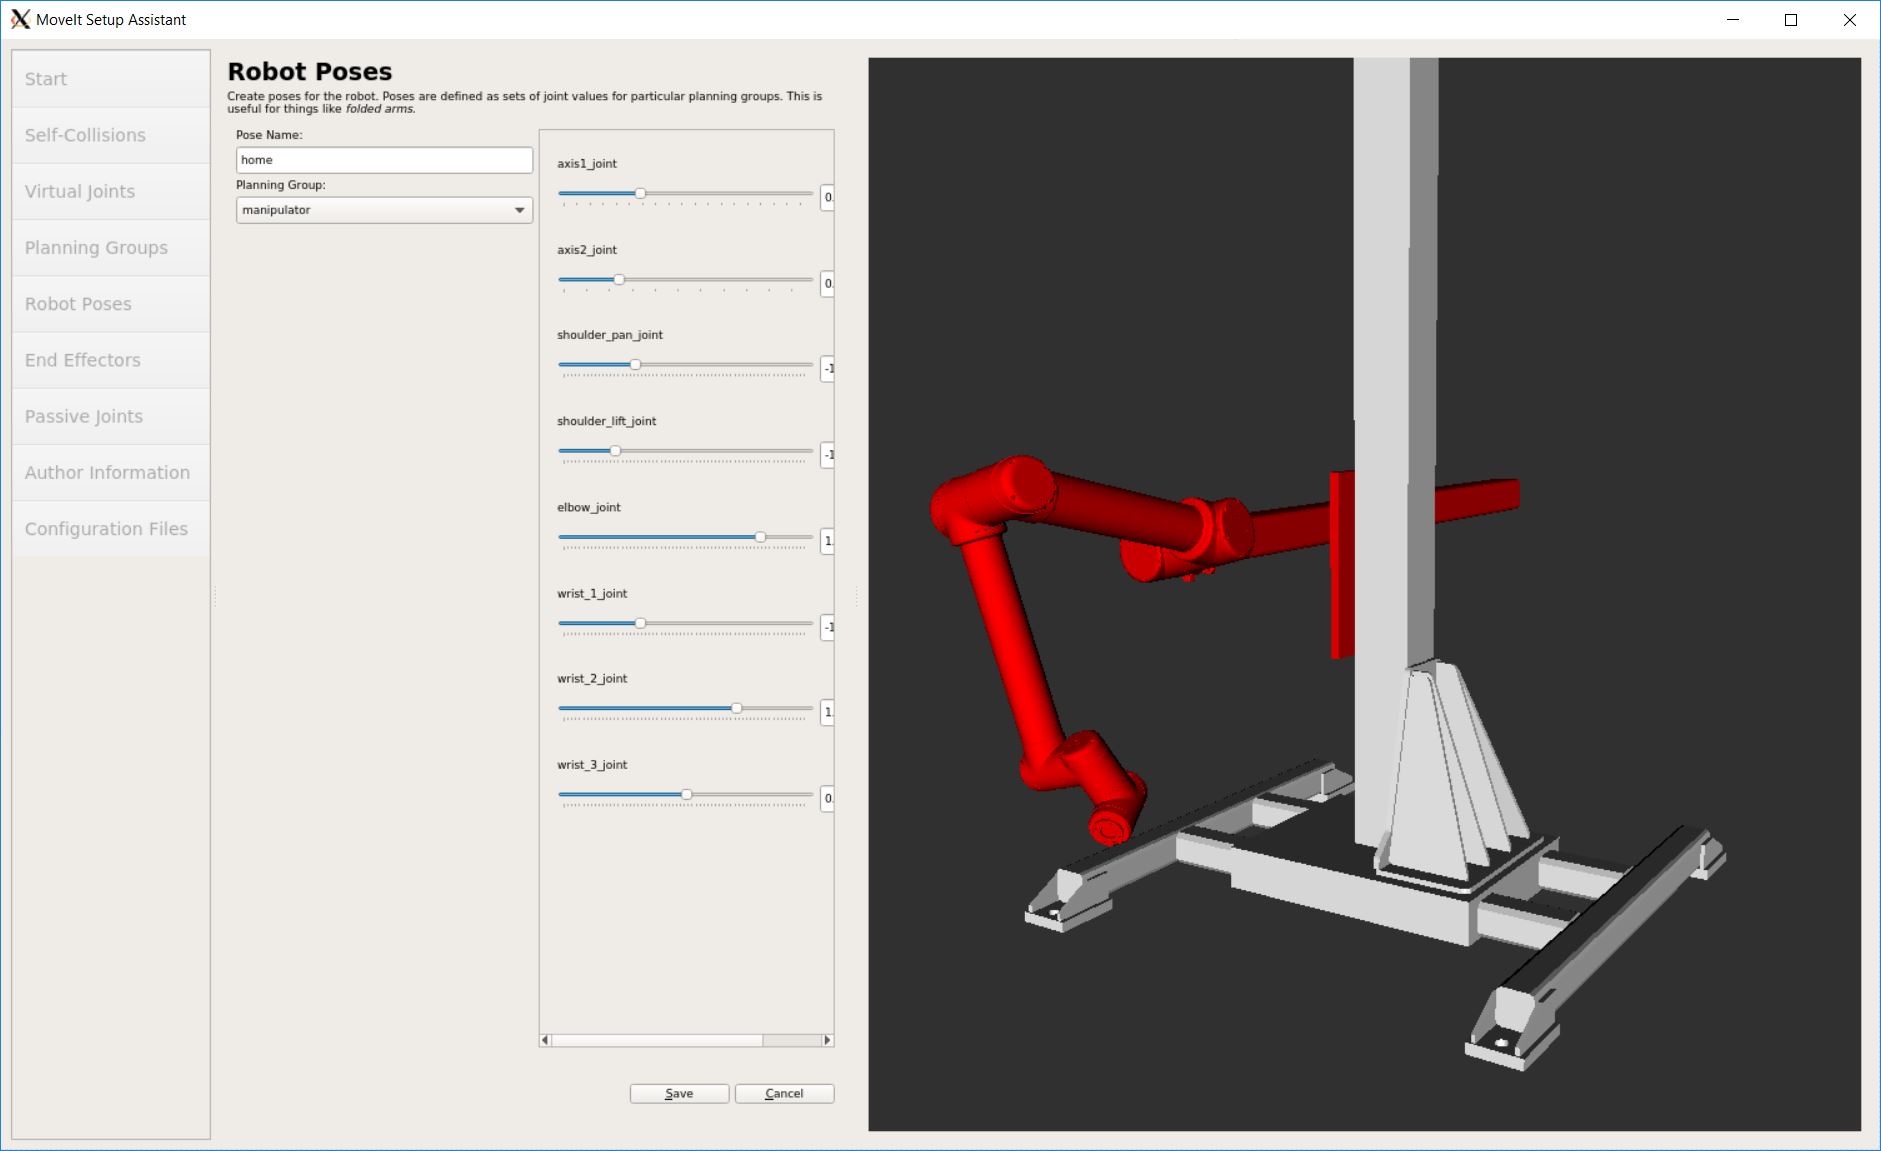 MoveIt Setup Assistant
Start
Self-Collisions
Virtual Joints
Planning Groups
Robot Poses
End Effectors
Passive Joints
Author Information
Configuration Files
Robot Poses
Create poses for the robot. Poses are defined as sets of joint values for particular planning groups. This is
useful for things like folded arms.
Pose Name:
home
Planning Group:
manipulator
axis1_joint
0.
axis2_joint
0.
shoulder_pan_joint
-1
shoulder_lift_joint
-1
elbow_joint
1.
wrist_1_joint
-1
wrist_2_joint
1.
wrist_3_joint
0.
Save
Cancel